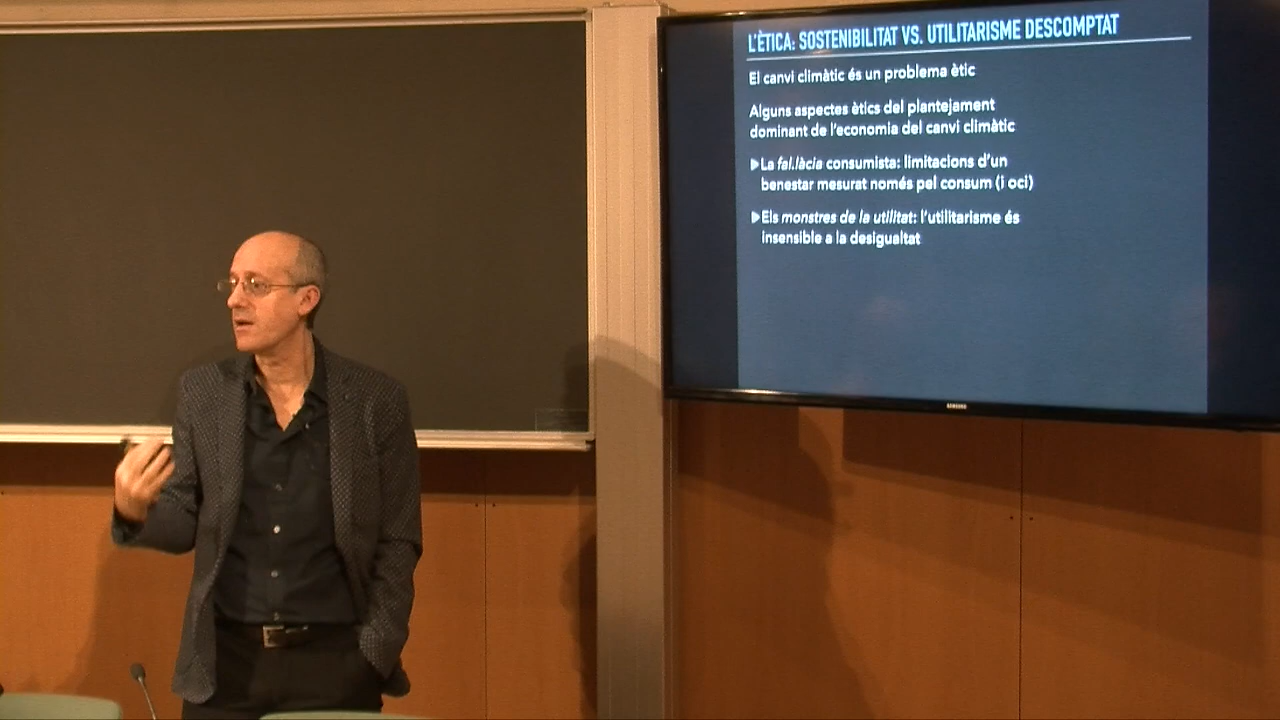 L'ÈTICA: SOSTENIBILITAT VS. UTILITARISME DESCOMPTAT
El canvi climàtic és un problema ètic
Alguns aspectes ètics del plantejament
dominant de l'economia del canvi climàtic
▶La fal.làcia consumista: limitacions d'un
benestar mesurat només pel consum (i oci)
▶Els monstres de la utilitat: l'utilitarisme és
insensible a la desigualtat
SAMSUNG